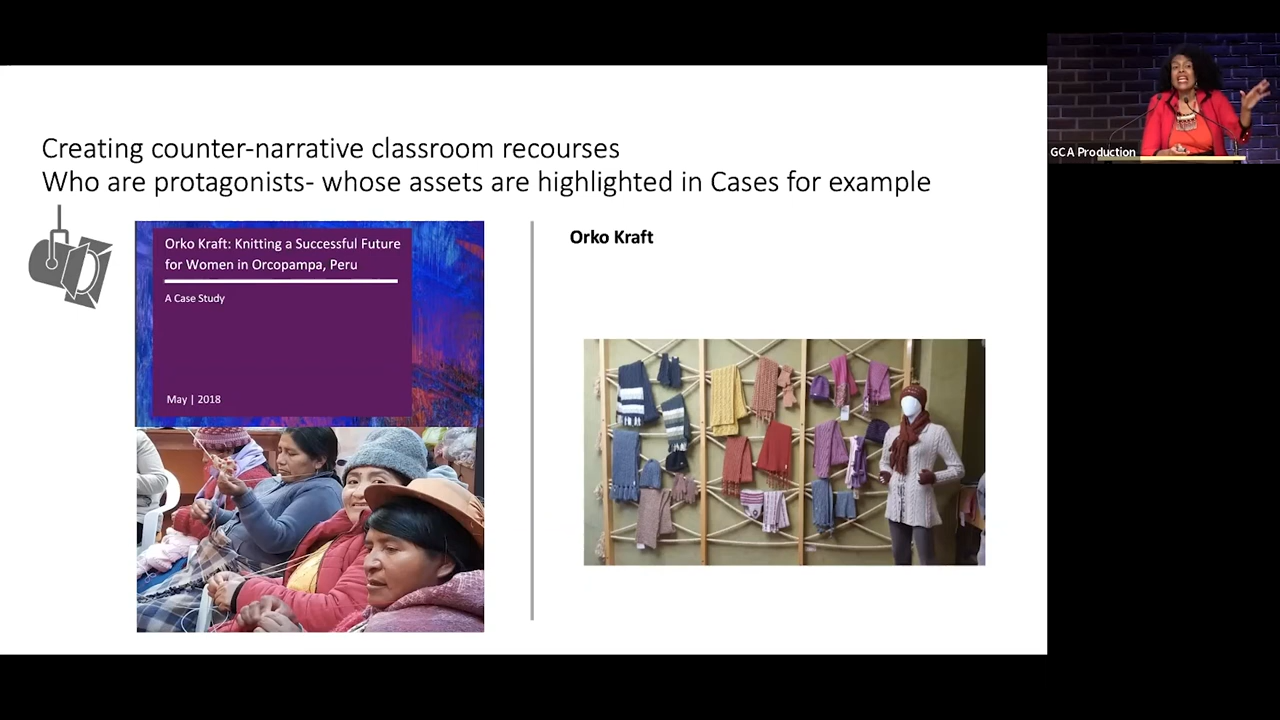 Creating counter-narrative classroom recourses
Who are protagonists- whose assets are highlighted in Cases for example
Orko Kraft: Knitting a Successful Future
for Women in Orcopampa, Peru
A Case Study
May | 2018
Orko Kraft
GCA Production